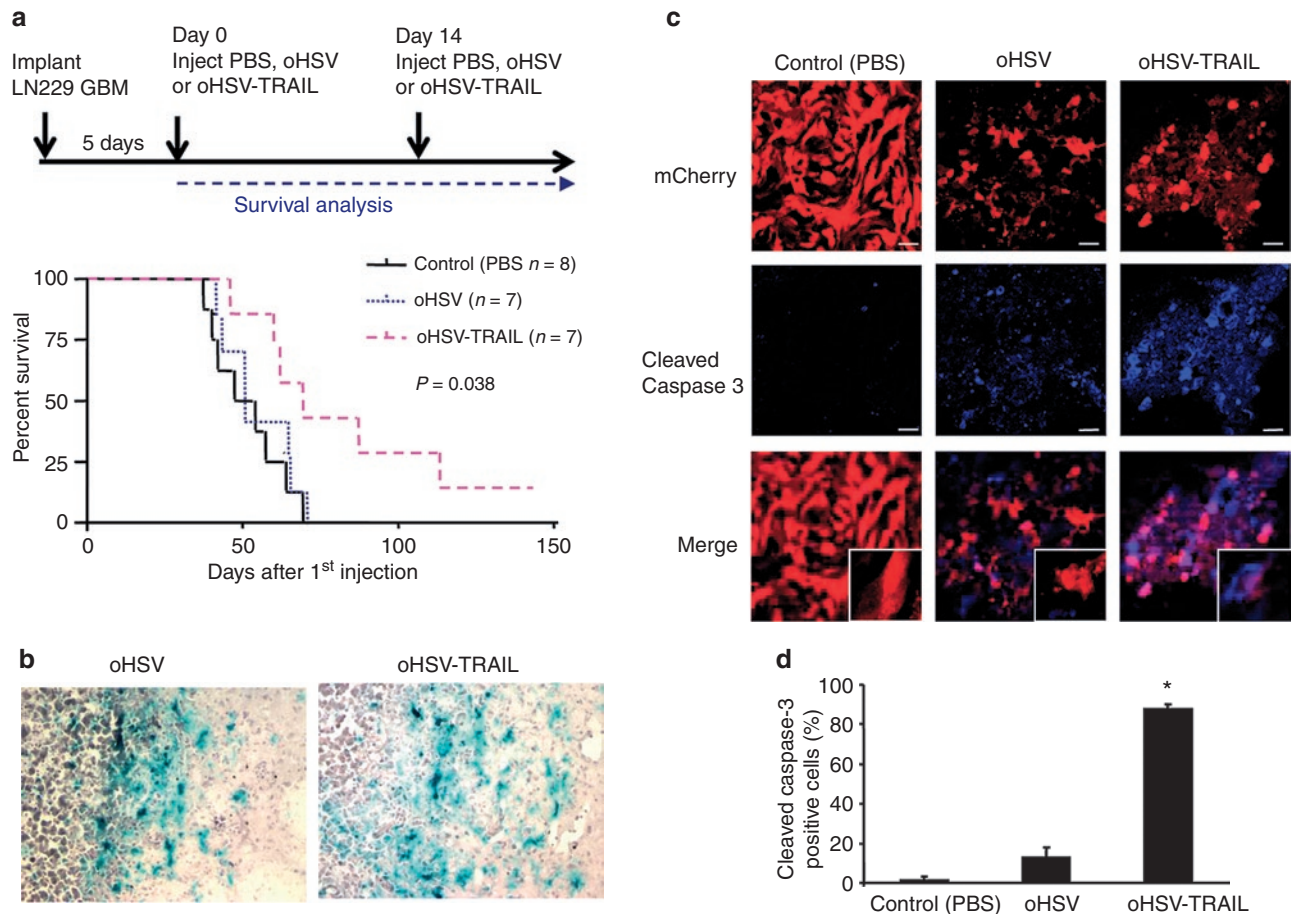 a
Implant
LN229 GBM
Day 0
Inject PBS, oHSV
or oHSV-TRAIL
Day 14
Inject PBS, oHSV
or oHSV-TRAIL
5 days
Survival analysis
Control (PBS n = 8)
oHSV (n = 7)
oHSV-TRAIL (n = 7)
P = 0.038
Percent survival
100
75
50
25
0
0
50
100
150
Days after 1st injection
b
oHSV
oHSV-TRAIL
c
Control (PBS)
oHSV
oHSV-TRAIL
mCherry
Cleaved
Caspase 3
Merge
d
Cleaved caspase-3
positive cells (%)
100
80
60
40
20
0
*
Control (PBS)
oHSV
oHSV-TRAIL